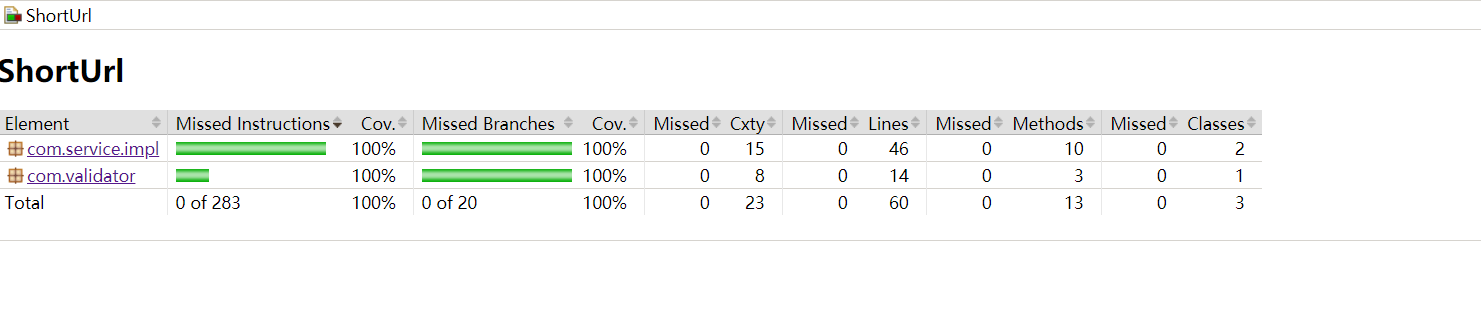 ShortUrl
ShortUrl
Element Missed Instructions Cov. Missed Branches Cov. Missed Cxty Missed Lines Missed Methods Missed Classes
com.service.impl 100% 100% 0 15 0 46 0 10 0 2
com.validator 100% 100% 0 8 0 14 0 3 0 1
Total 0 of 283 100% 0 of 20 100% 0 23 0 60 0 13 0 3